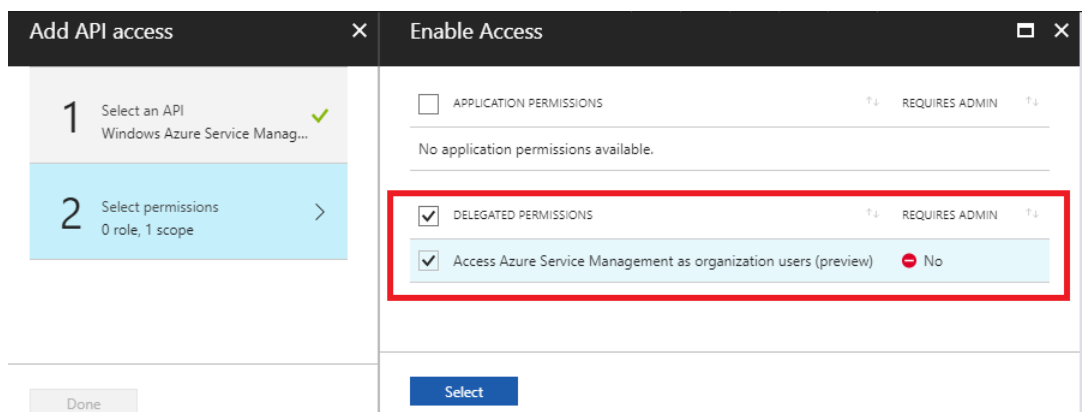 Add API access
Enable Access
1
Select an API
Windows Azure Service Manag...
2
Select permissions
0 role, 1 scope
Done
APPLICATION PERMISSIONS
REQUIRES ADMIN
No application permissions available.
DELEGATED PERMISSIONS
REQUIRES ADMIN
Access Azure Service Management as organization users (preview)
No
Select